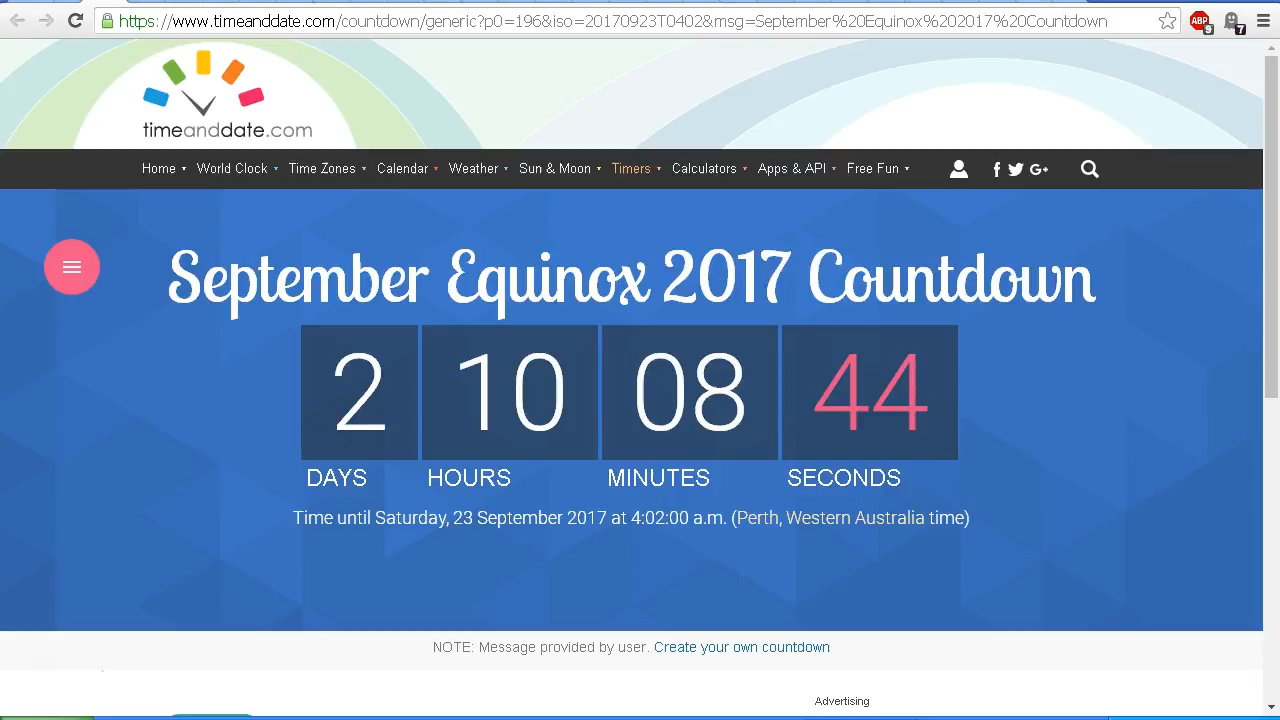 https://www.timeanddate.com/countdown/generic?p0=196&iso=20170923T0402&msg=September%20Equinox%202017%20Countdown
ABP
9
7
timeanddate.com
Home World Clock Time Zones Calendar Weather Sun & Moon Timers Calculators Apps & API Free Fun
f G+
September Equinox 2017 Countdown
2 10 08 44
DAYS HOURS MINUTES SECONDS
Time until Saturday, 23 September 2017 at 4:02:00 a.m. (Perth, Western Australia time)
NOTE: Message provided by user. Create your own countdown
Advertising